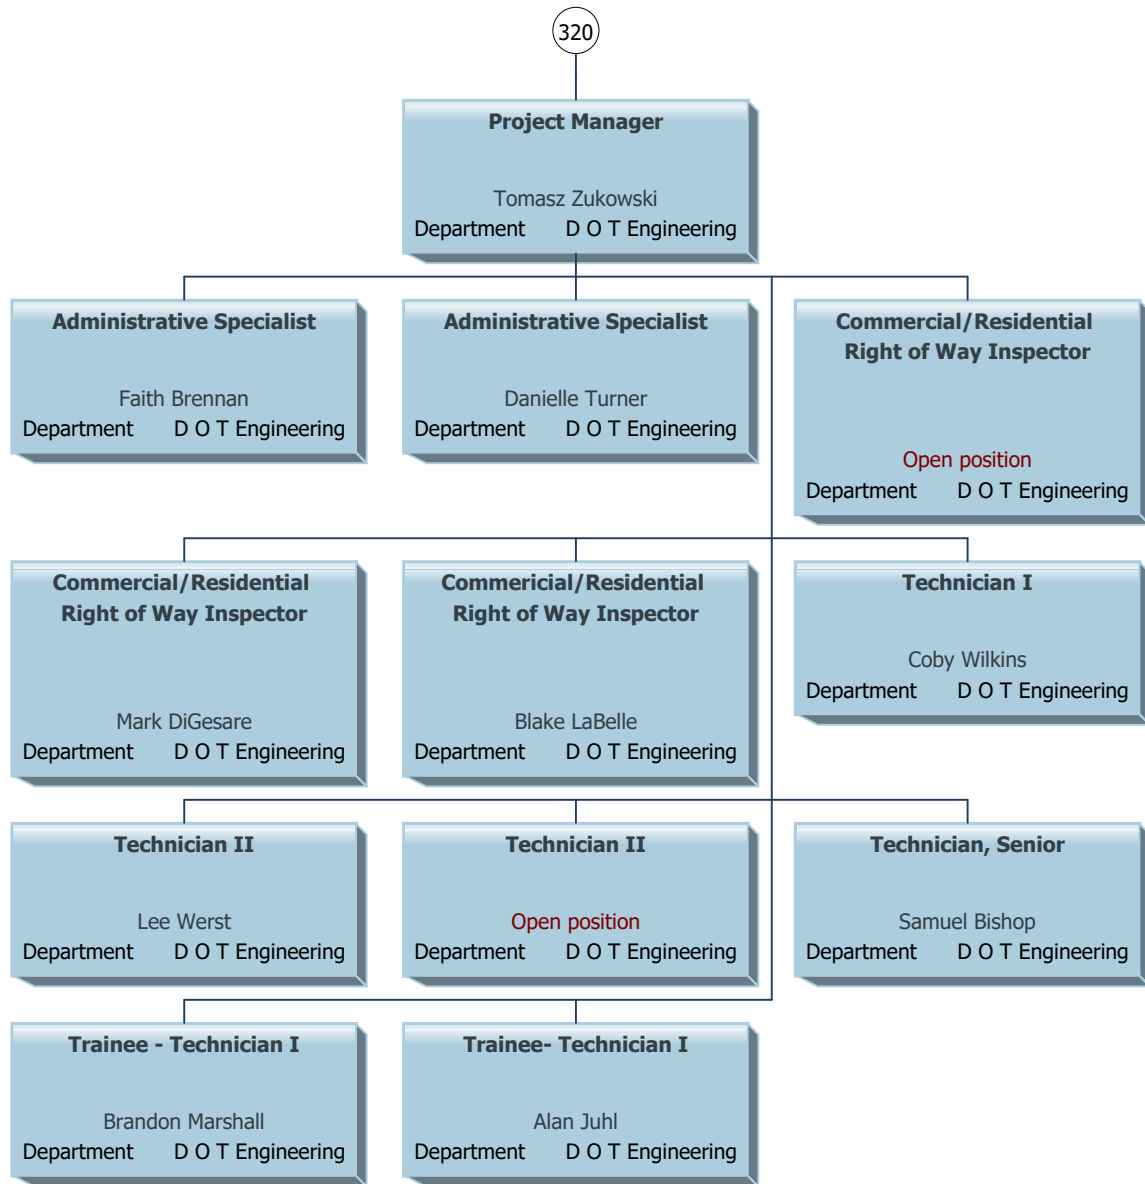 320
Project Manager
Tomasz Zukowski
Department D O T Engineering
Administrative Specialist
Faith Brennan
Department D O T Engineering
Administrative Specialist
Danielle Turner
Department D O T Engineering
Commercial/Residential
Right of Way Inspector
Open position
Department D O T Engineering
Commercial/Residential
Right of Way Inspector
Mark DiGesare
Department D O T Engineering
Commericial/Residential
Right of Way Inspector
Blake LaBelle
Department D O T Engineering
Technician I
Coby Wilkins
Department D O T Engineering
Technician II
Lee Werst
Department D O T Engineering
Technician II
Open position
Department D O T Engineering
Technician, Senior
Samuel Bishop
Department D O T Engineering
Trainee - Technician I
Brandon Marshall
Department D O T Engineering
Trainee- Technician I
Alan Juhl
Department D O T Engineering